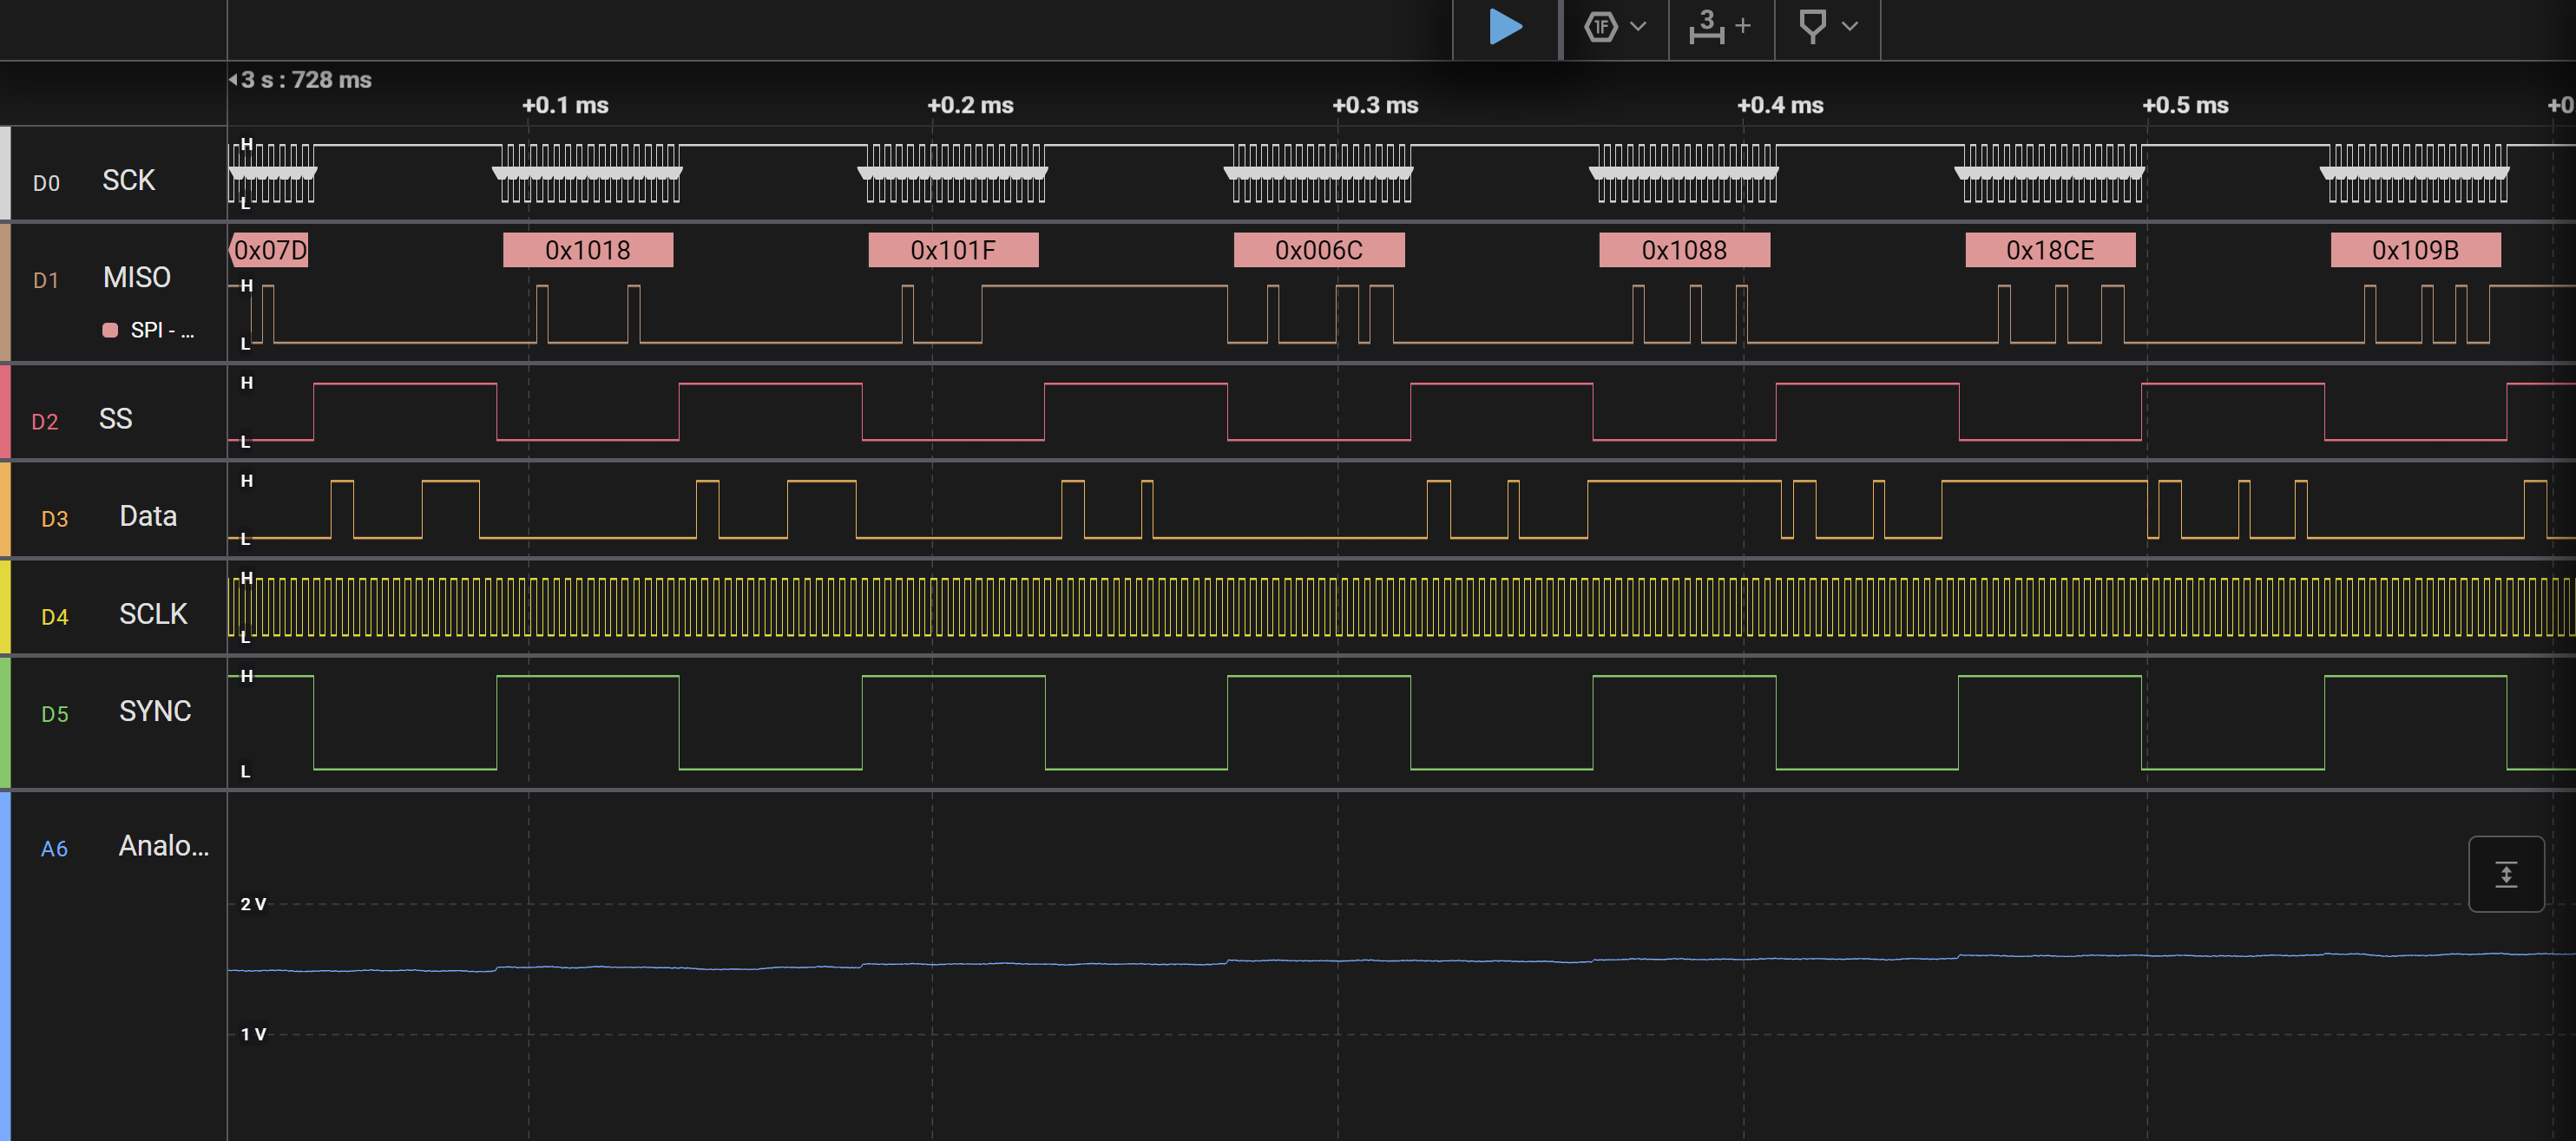 1F
3 +
3 s : 728 ms
+0.1 ms
+0.2 ms
+0.3 ms
+0.4 ms
+0.5 ms
+0
D0 SCK
H
L
D1 MISO
SPI - ...
0x07D
0x1018
0x101F
0x006C
0x1088
0x18CE
0x109B
H
L
D2 SS
H
L
D3 Data
H
L
D4 SCLK
H
L
D5 SYNC
H
L
A6 Analo...
2 V
1 V